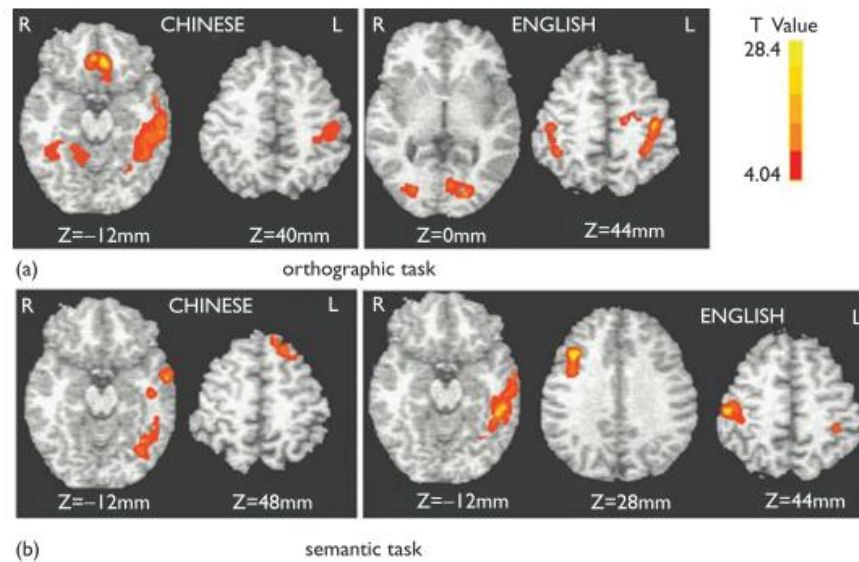 R CHINESE L R ENGLISH L T Value
28.4
4.04
Z=−12mm Z=40mm Z=0mm Z=44mm
(a) orthographic task
R CHINESE L R ENGLISH L
Z=−12mm Z=48mm Z=−12mm Z=28mm Z=44mm
(b) semantic task